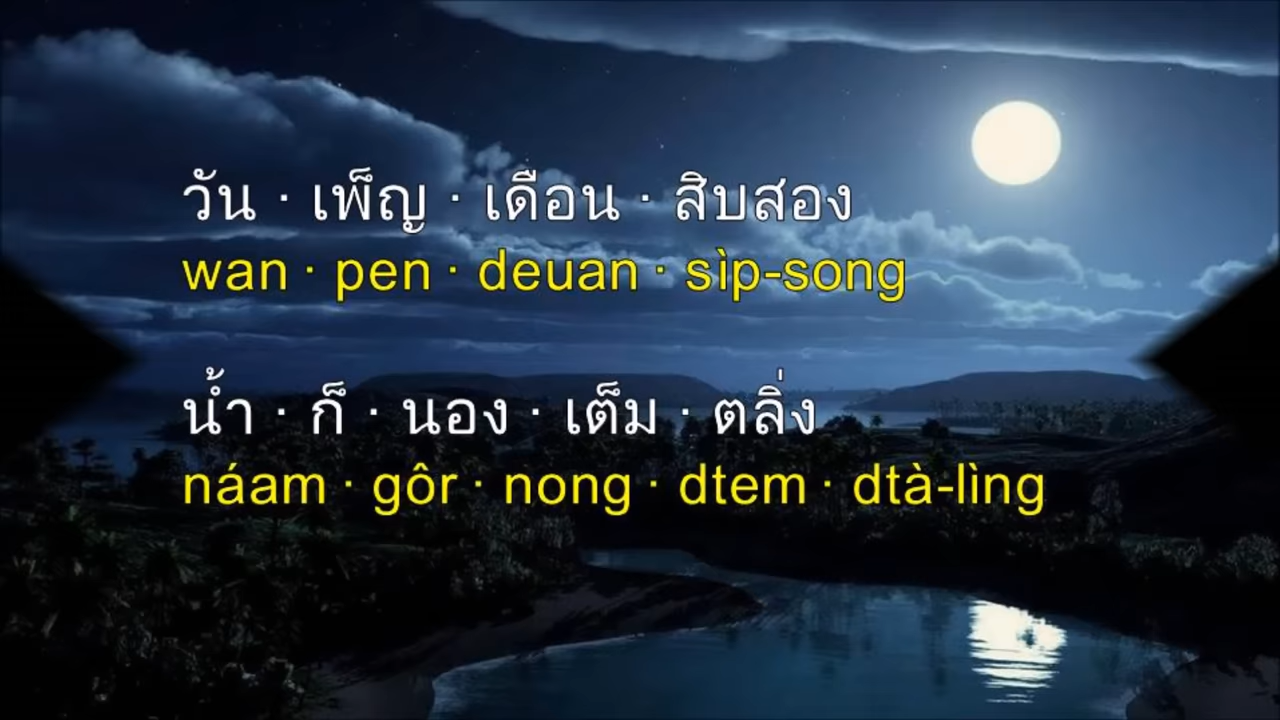 วัน · เพ็ญ · เดือน · สิบสอง
wan · pen · deuan · sìp-song
น้ำ · ก็ · นอง · เต็ม · ตลิ่ง
náam · gôr · nong · dtem · dtà-lìng